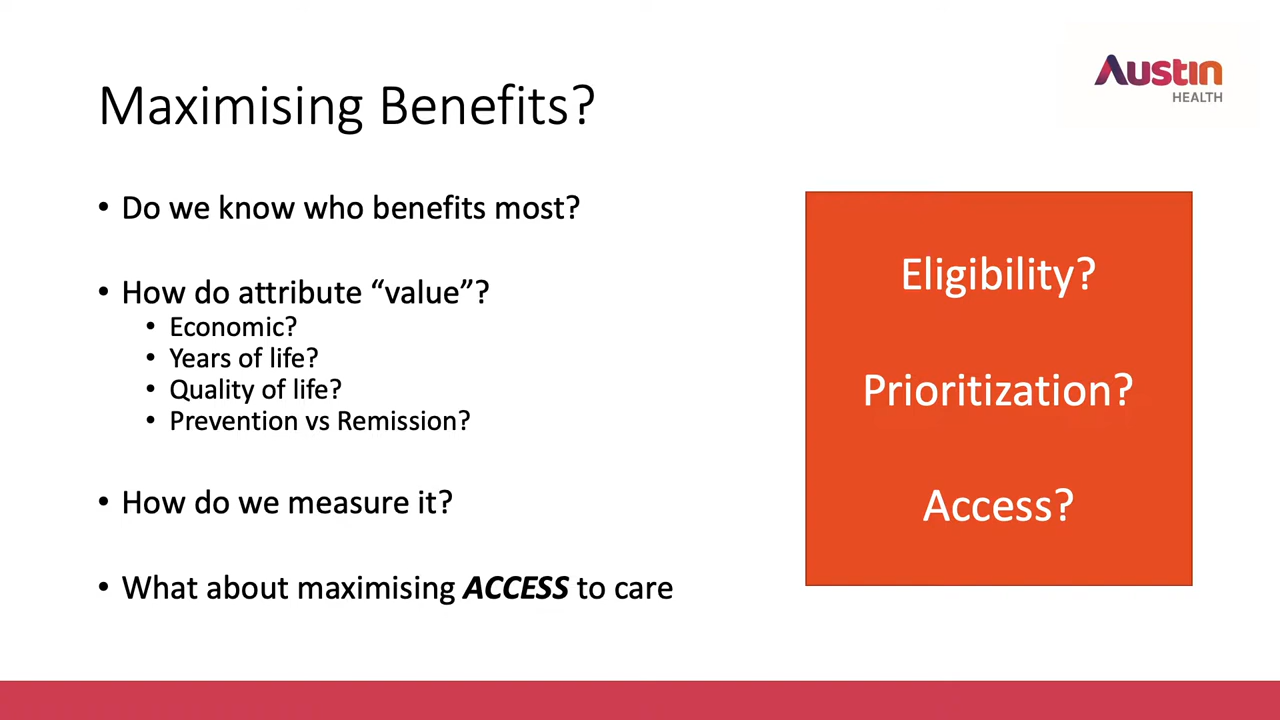 Austin
HEALTH
Maximising Benefits?
• Do we know who benefits most?
• How do attribute “value”?
• Economic?
• Years of life?
• Quality of life?
• Prevention vs Remission?
• How do we measure it?
• What about maximising ACCESS to care
Eligibility?
Prioritization?
Access?